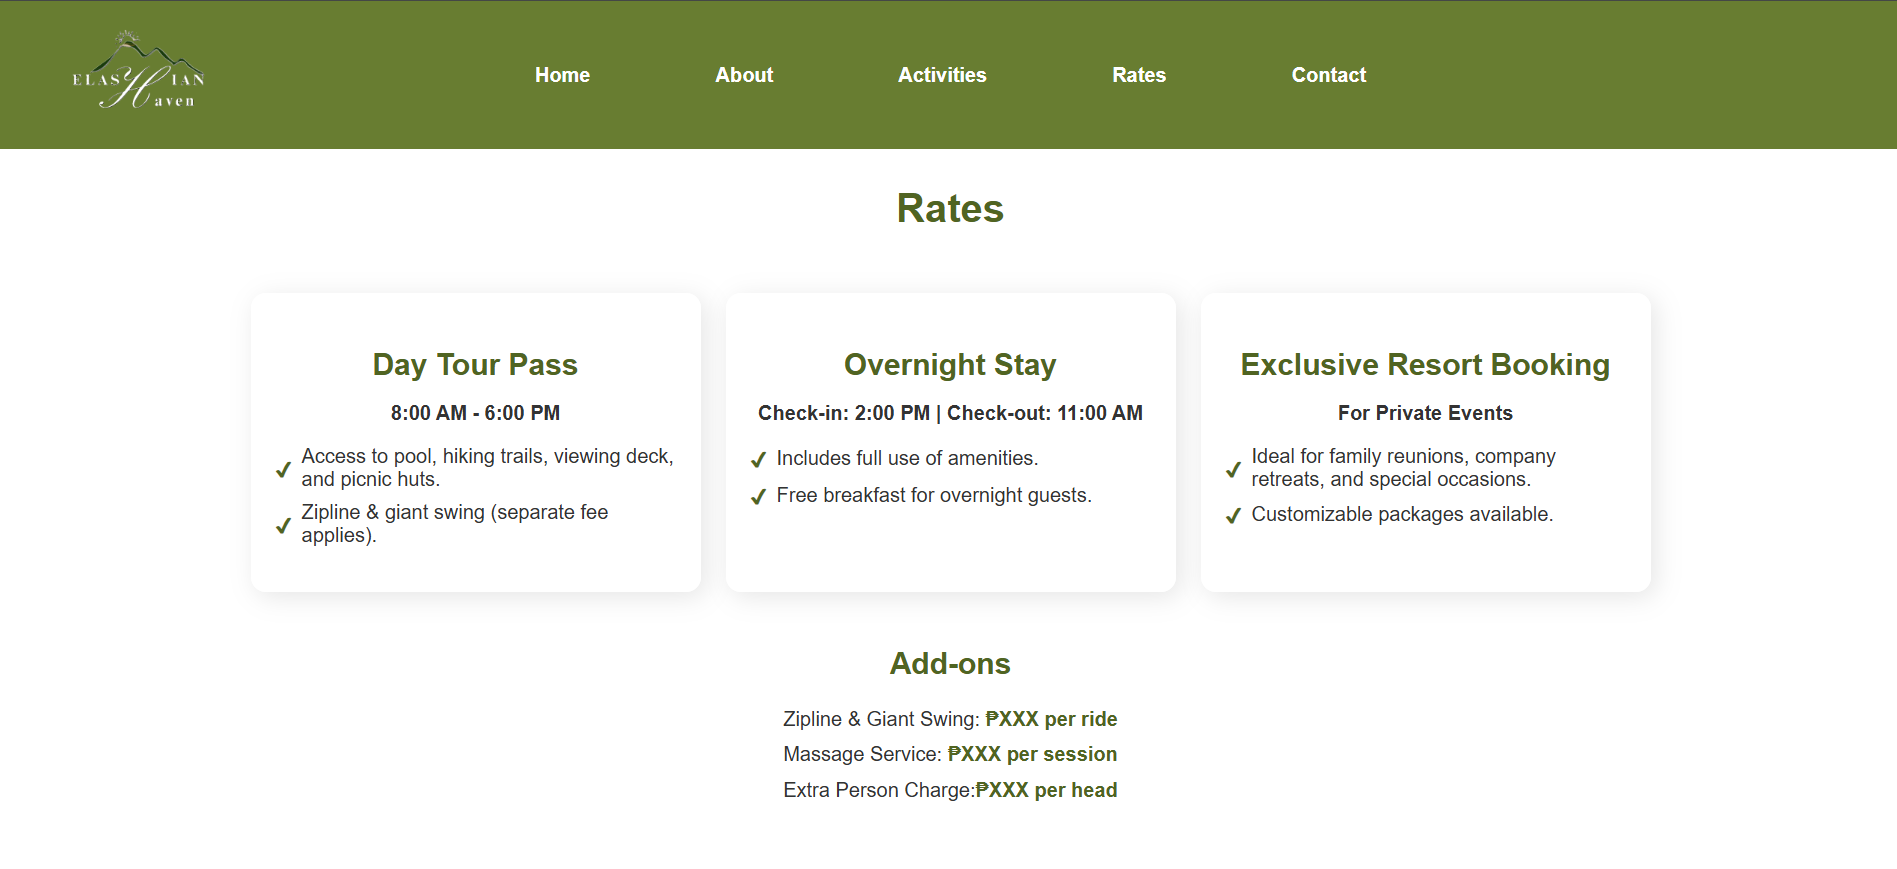 ELASHIAN
Haven
Home About Activities Rates Contact
Rates
Day Tour Pass
8:00 AM - 6:00 PM
✔ Access to pool, hiking trails, viewing deck,
and picnic huts.
✔ Zipline & giant swing (separate fee
applies).
Overnight Stay
Check-in: 2:00 PM | Check-out: 11:00 AM
✔ Includes full use of amenities.
✔ Free breakfast for overnight guests.
Exclusive Resort Booking
For Private Events
✔ Ideal for family reunions, company
retreats, and special occasions.
✔ Customizable packages available.
Add-ons
Zipline & Giant Swing: ₱XXX per ride
Massage Service: ₱XXX per session
Extra Person Charge:₱XXX per head